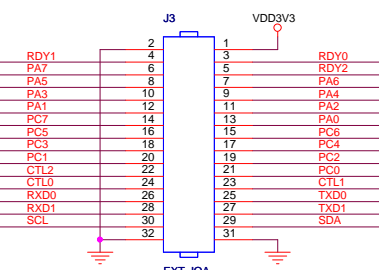 J3 VDD3V3
2 1
RDY1 4 3 RDY0
PA7 6 5 RDY2
PA5 8 7 PA6
PA3 10 9 PA4
PA1 12 11 PA2
PC7 14 13 PA0
PC5 16 15 PC6
PC3 18 17 PC4
PC1 20 19 PC2
CTL2 22 21 PC0
CTL0 24 23 CTL1
RXD0 26 25 TXD0
RXD1 28 27 TXD1
SCL 30 29 SDA
32 31